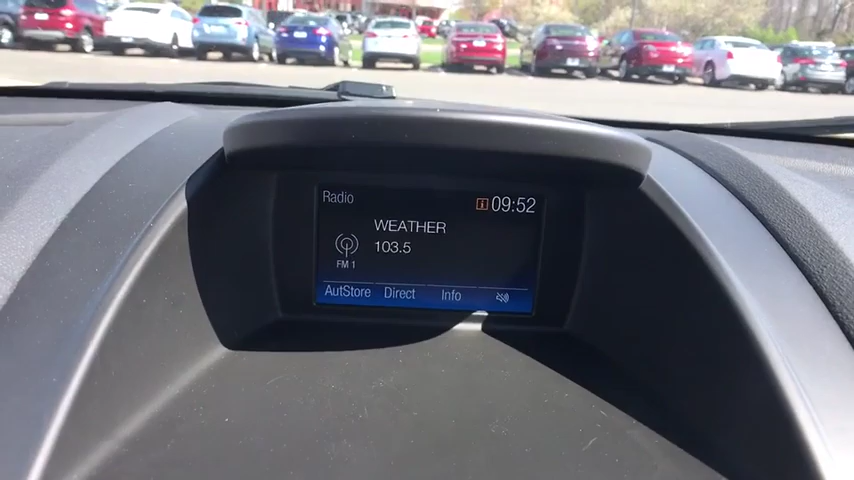 Radio
09:52
WEATHER
103.5
FM 1
AutStore Direct Info